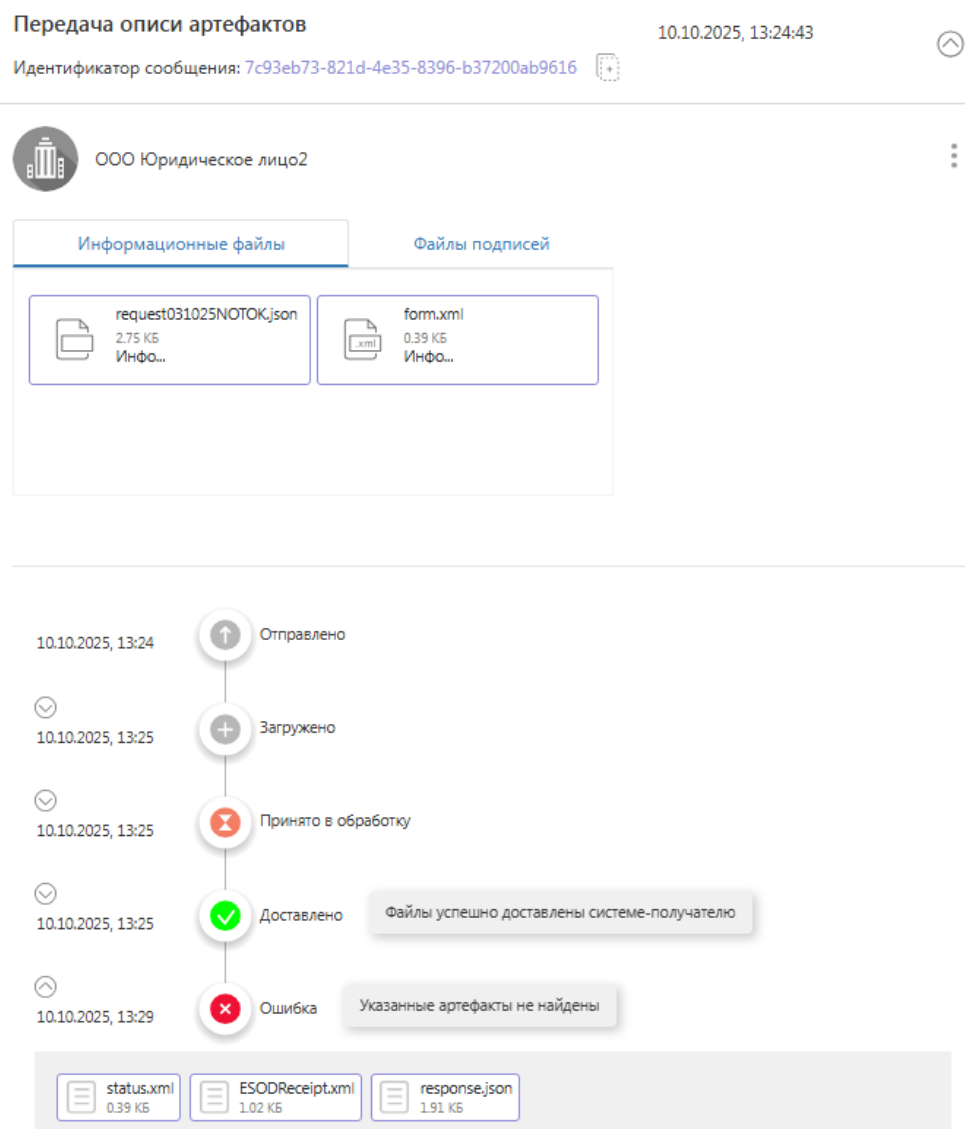 Передача описи артефактов
10.10.2025, 13:24:43
Идентификатор сообщения: 7c93eb73-821d-4e35-8396-b37200ab9616
ООО Юридическое лицо2
Информационные файлы
Файлы подписей
request031025NOTOK.json
2.75 КБ
Инфо...
.xml
form.xml
0.39 КБ
Инфо...
10.10.2025, 13:24
Отправлено
10.10.2025, 13:25
Загружено
10.10.2025, 13:25
Принято в обработку
10.10.2025, 13:25
Доставлено
Файлы успешно доставлены системе-получателю
10.10.2025, 13:29
Ошибка
Указанные артефакты не найдены
status.xml
0.39 КБ
ESODReceipt.xml
1.02 КБ
response.json
1.91 КБ